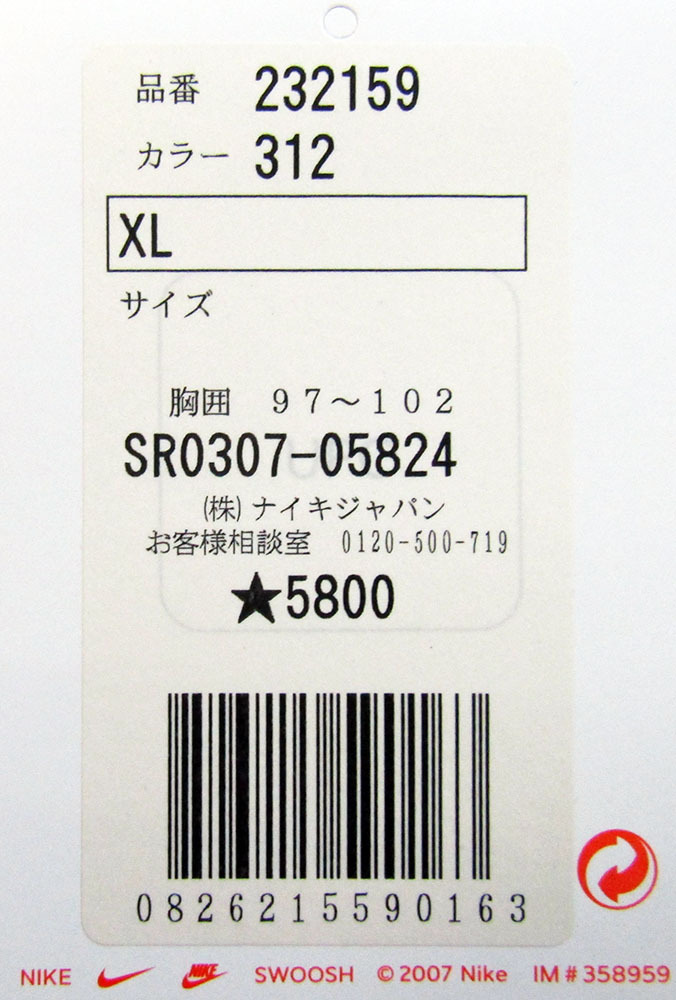 品番 232159
カラー 312
XL
サイズ
胸囲 97〜102
SR0307-05824
(株)ナイキジャパン
お客様相談室 0120-500-719
★5800
0826215590163
NIKE NIKE SWOOSH © 2007 Nike IM # 358959